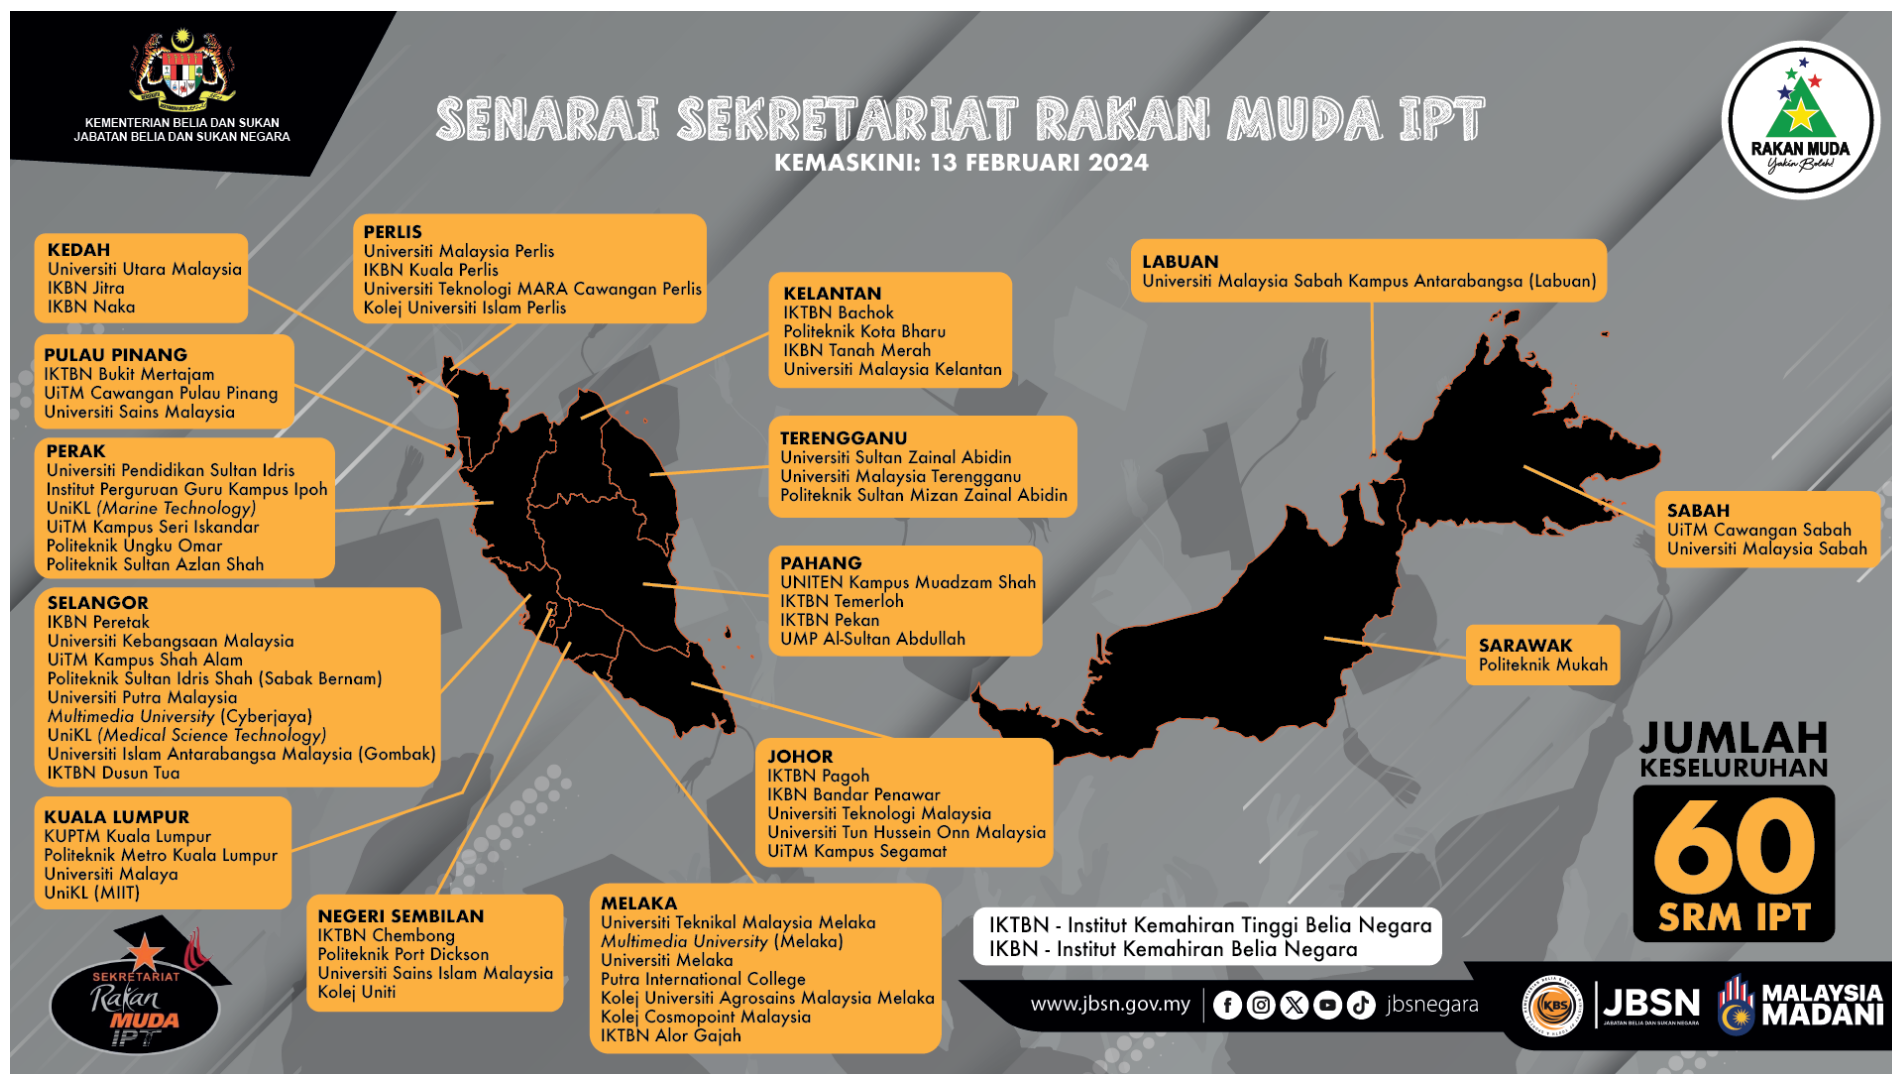 KEMENTERIAN BELIA DAN SUKAN
JABATAN BELIA DAN SUKAN NEGARA
SENARAI SEKRETARIAT RAKAN MUDA IPT
KEMASKINI: 13 FEBRUARI 2024
RAKAN MUDA
Yakin Boleh!
KEDAH
Universiti Utara Malaysia
IKBN Jitra
IKBN Naka
PERLIS
Universiti Malaysia Perlis
IKBN Kuala Perlis
Universiti Teknologi MARA Cawangan Perlis
Kolej Universiti Islam Perlis
PULAU PINANG
IKTBN Bukit Mertajam
UiTM Cawangan Pulau Pinang
Universiti Sains Malaysia
PERAK
Universiti Pendidikan Sultan Idris
Institut Perguruan Guru Kampus Ipoh
UniKL (Marine Technology)
UiTM Kampus Seri Iskandar
Politeknik Ungku Omar
Politeknik Sultan Azlan Shah
SELANGOR
IKBN Peretak
Universiti Kebangsaan Malaysia
UiTM Kampus Shah Alam
Politeknik Sultan Idris Shah (Sabak Bernam)
Universiti Putra Malaysia
Multimedia University (Cyberjaya)
UniKL (Medical Science Technology)
Universiti Islam Antarabangsa Malaysia (Gombak)
IKTBN Dusun Tua
KUALA LUMPUR
KUPTM Kuala Lumpur
Politeknik Metro Kuala Lumpur
Universiti Malaya
UniKL (MIIT)
NEGERI SEMBILAN
IKTBN Chembong
Politeknik Port Dickson
Universiti Sains Islam Malaysia
Kolej Uniti
MELAKA
Universiti Teknikal Malaysia Melaka
Multimedia University (Melaka)
Universiti Melaka
Putra International College
Kolej Universiti Agrosains Malaysia Melaka
Kolej Cosmopoint Malaysia
IKTBN Alor Gajah
KELANTAN
IKTBN Bachok
Politeknik Kota Bharu
IKBN Tanah Merah
Universiti Malaysia Kelantan
TERENGGANU
Universiti Sultan Zainal Abidin
Universiti Malaysia Terengganu
Politeknik Sultan Mizan Zainal Abidin
PAHANG
UNITEN Kampus Muadzam Shah
IKTBN Temerloh
IKTBN Pekan
UMP Al-Sultan Abdullah
JOHOR
IKTBN Pagoh
IKBN Bandar Penawar
Universiti Teknologi Malaysia
Universiti Tun Hussein Onn Malaysia
UiTM Kampus Segamat
LABUAN
Universiti Malaysia Sabah Kampus Antarabangsa (Labuan)
SABAH
UiTM Cawangan Sabah
Universiti Malaysia Sabah
SARAWAK
Politeknik Mukah
JUMLAH
KESELURUHAN
60
SRM IPT
IKTBN - Institut Kemahiran Tinggi Belia Negara
IKBN - Institut Kemahiran Belia Negara
SEKRETARIAT
Rakan
MUDA
IPT
www.jbsn.gov.my
jbsnegara
KBS
JBSN
JABATAN BELIA DAN SUKAN NEGARA
MALAYSIA
MADANI